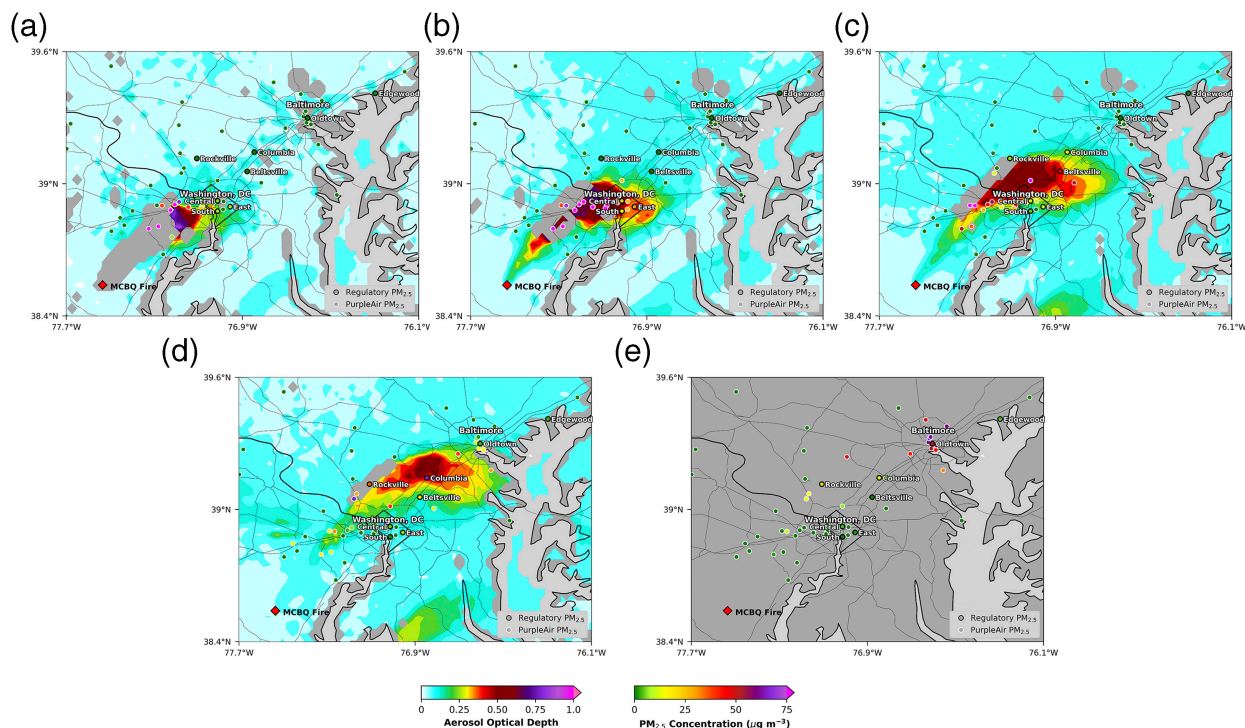 (a)
39.6°N
39°N
38.4°N
77.7°W
76.9°W
76.1°W
Edgewood
Baltimore
Oldtown
Rockville
Columbia
Beltsville
Washington, DC
Central
South
East
MCBQ Fire
Regulatory PM2.5
PurpleAir PM2.5
(b)
39.6°N
39°N
38.4°N
77.7°W
76.9°W
76.1°W
Edgewood
Baltimore
Oldtown
Rockville
Columbia
Beltsville
Washington, DC
Central
South
East
MCBQ Fire
Regulatory PM2.5
PurpleAir PM2.5
(c)
39.6°N
39°N
38.4°N
77.7°W
76.9°W
76.1°W
Edgewood
Baltimore
Oldtown
Rockville
Columbia
Beltsville
Washington, DC
Central
South
East
MCBQ Fire
Regulatory PM2.5
PurpleAir PM2.5
(d)
39.6°N
39°N
38.4°N
77.7°W
76.9°W
76.1°W
Edgewood
Baltimore
Oldtown
Rockville
Columbia
Beltsville
Washington, DC
Central
South
East
MCBQ Fire
Regulatory PM2.5
PurpleAir PM2.5
(e)
39.6°N
39°N
38.4°N
77.7°W
76.9°W
76.1°W
Edgewood
Baltimore
Oldtown
Rockville
Columbia
Beltsville
Washington, DC
Central
South
East
MCBQ Fire
Regulatory PM2.5
PurpleAir PM2.5
0 0.25 0.5 0.75 1.0
Aerosol Optical Depth
0 25 50 75
PM2.5 Concentration (μg m⁻³)